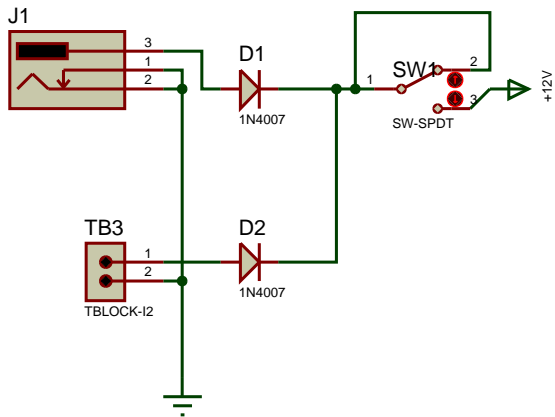 J1
3
1
2
D1
1N4007
1
SW1
2
3
SW-SPDT
+12V
TB3
1
2
TBLOCK-I2
D2
1N4007